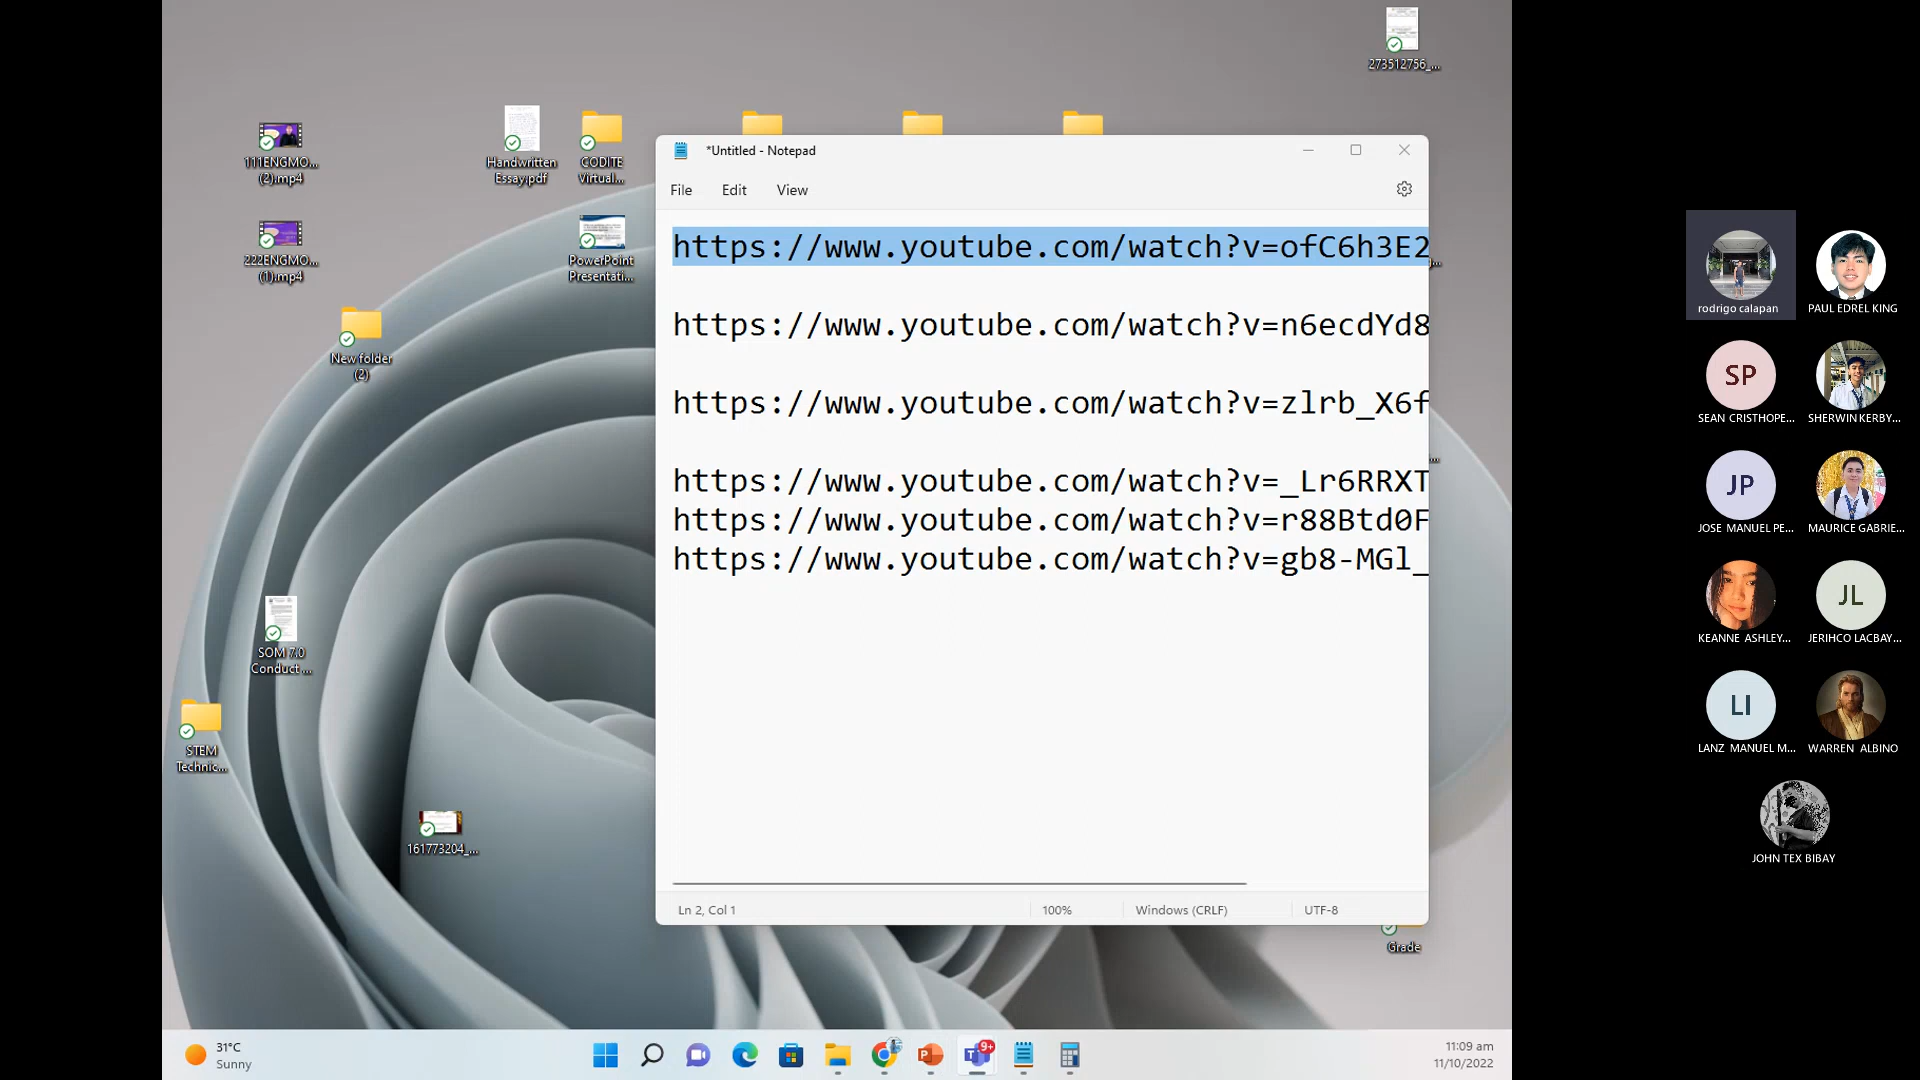 273512756_...
111ENGMO...
(2).mp4
Handwritten
Essay.pdf
CODITE
Virtual...
222ENGMO...
(1).mp4
PowerPoint
Presentati...
New folder
(2)
SOM 7.0
Conduct ...
STEM
Technic...
161773204_...
Grade
*Untitled - Notepad
File Edit View
https://www.youtube.com/watch?v=ofC6h3E2
https://www.youtube.com/watch?v=n6ecdYd8
https://www.youtube.com/watch?v=zlrb_X6f
https://www.youtube.com/watch?v=_Lr6RRXT
https://www.youtube.com/watch?v=r88Btd0F
https://www.youtube.com/watch?v=gb8-MGl_
Ln 2, Col 1 100% Windows (CRLF) UTF-8
31°C
Sunny
9+
11:09 am
11/10/2022
rodrigo calapan
PAUL EDREL KING
SP
SEAN CRISTHOPE...
SHERWIN KERBY...
JP
JOSE MANUEL PE...
MAURICE GABRIE...
KEANNE ASHLEY...
JL
JERIHCO LACBAY...
LI
LANZ MANUEL M...
WARREN ALBINO
JOHN TEX BIBAY